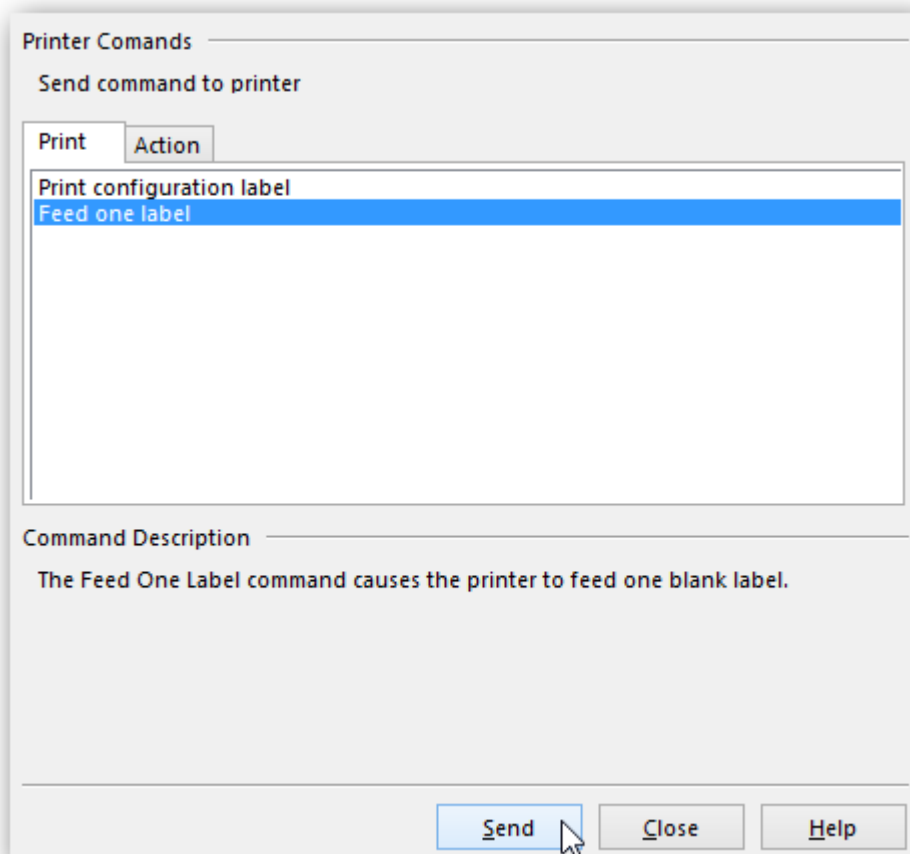 Printer Comands
Send command to printer
Print
Action
Print configuration label
Feed one label
Command Description
The Feed One Label command causes the printer to feed one blank label.
Send
Close
Help